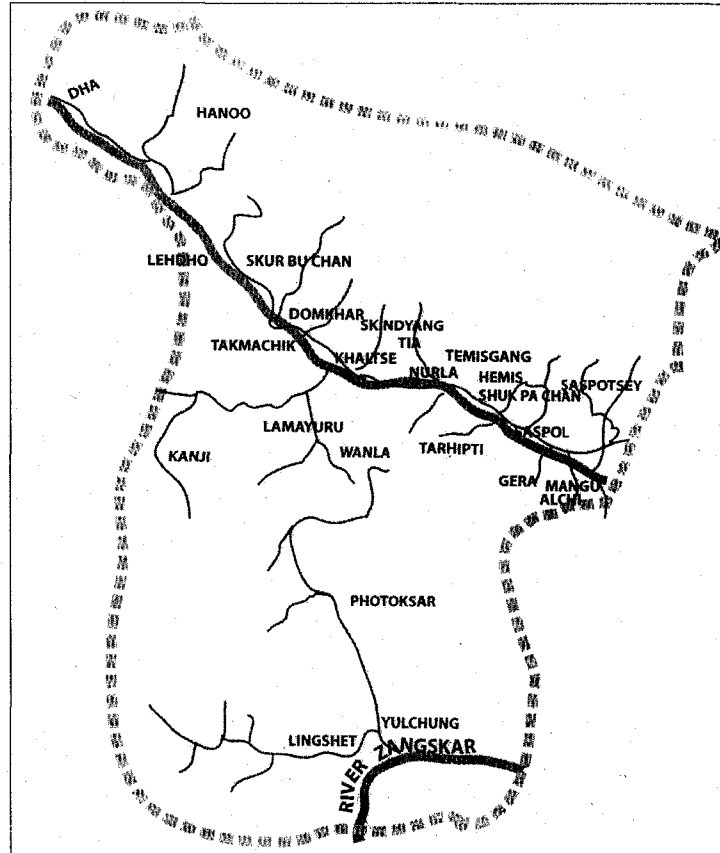 DHA
HANOO
LEHDHO
SKUR BU CHAN
DOMKHAR
SKINDYANG
TAKMACHIK
TIA
KHALTSE
TEMISGANG
NURLA
HEMIS
SHUK PA CHAN
SASPOTSEY
LAMAYURU
SASPOL
WANLA
TARHIPTI
KANJI
GERA
MANGU
ALCHI
PHOTOKSAR
YULCHUNG
LINGSHET
RIVER ZANGSKAR